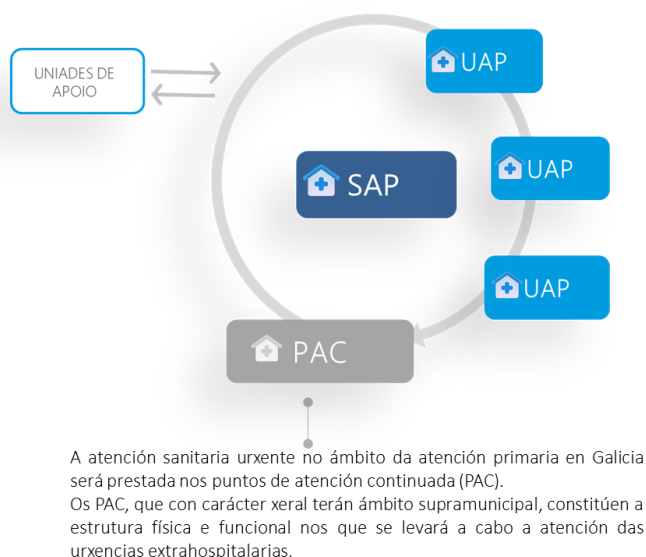 UAP
UNIADES DE
APOIO
UAP
SAP
UAP
PAC
A atención sanitaria urxente no ámbito da atención primaria en Galicia
será prestada nos puntos de atención continuada (PAC).
Os PAC, que con carácter xeral terán ámbito supramunicipal, constitúen a
estrutura física e funcional nos que se levará a cabo a atención das
urxencias extrahospitalarias.